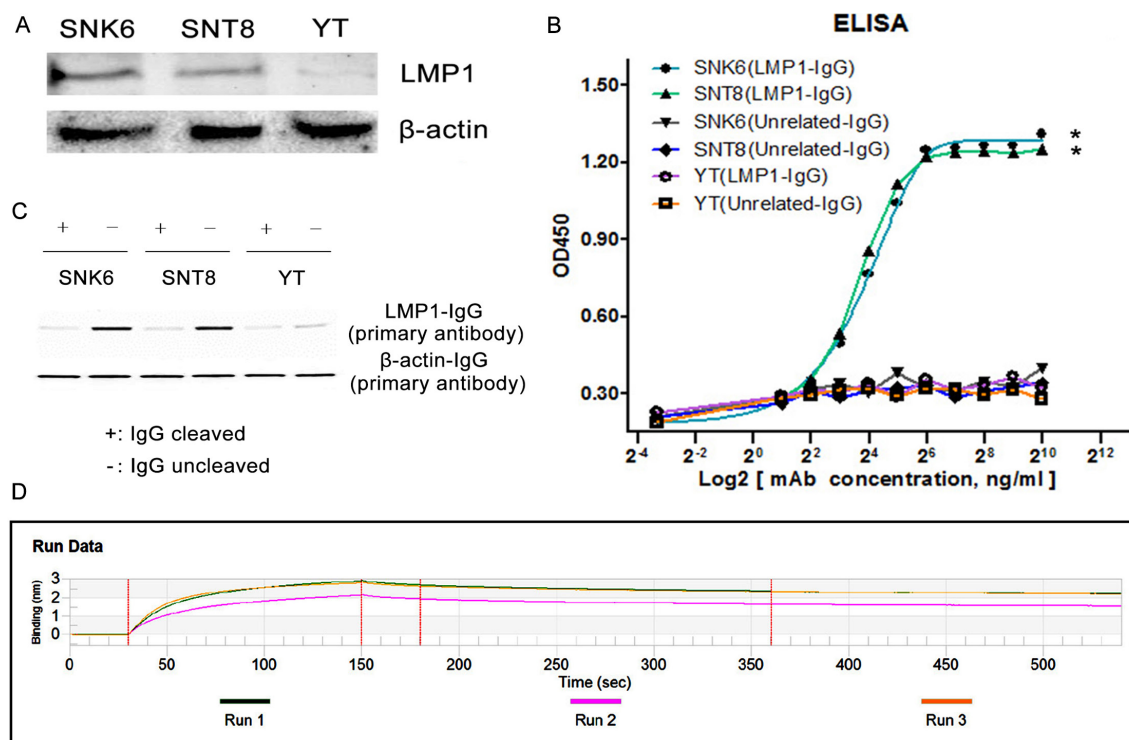 A
SNK6 SNT8 YT
LMP1
β-actin
B
ELISA
SNK6(LMP1-IgG)
SNT8(LMP1-IgG)
SNK6(Unrelated-IgG)
SNT8(Unrelated-IgG)
YT(LMP1-IgG)
YT(Unrelated-IgG)
1.50
1.20
0.90
0.60
0.30
OD450
*
*
2-4 2-2 20 22 24 26 28 210 212
Log2 [ mAb concentration, ng/ml ]
C
+ − + − + −
SNK6 SNT8 YT
LMP1-IgG
(primary antibody)
β-actin-IgG
(primary antibody)
+: IgG cleaved
-: IgG uncleaved
D
Run Data
Binding (nm)
3
2
1
0
0 50 100 150 200 250 300 350 400 450 500
Time (sec)
Run 1 Run 2 Run 3